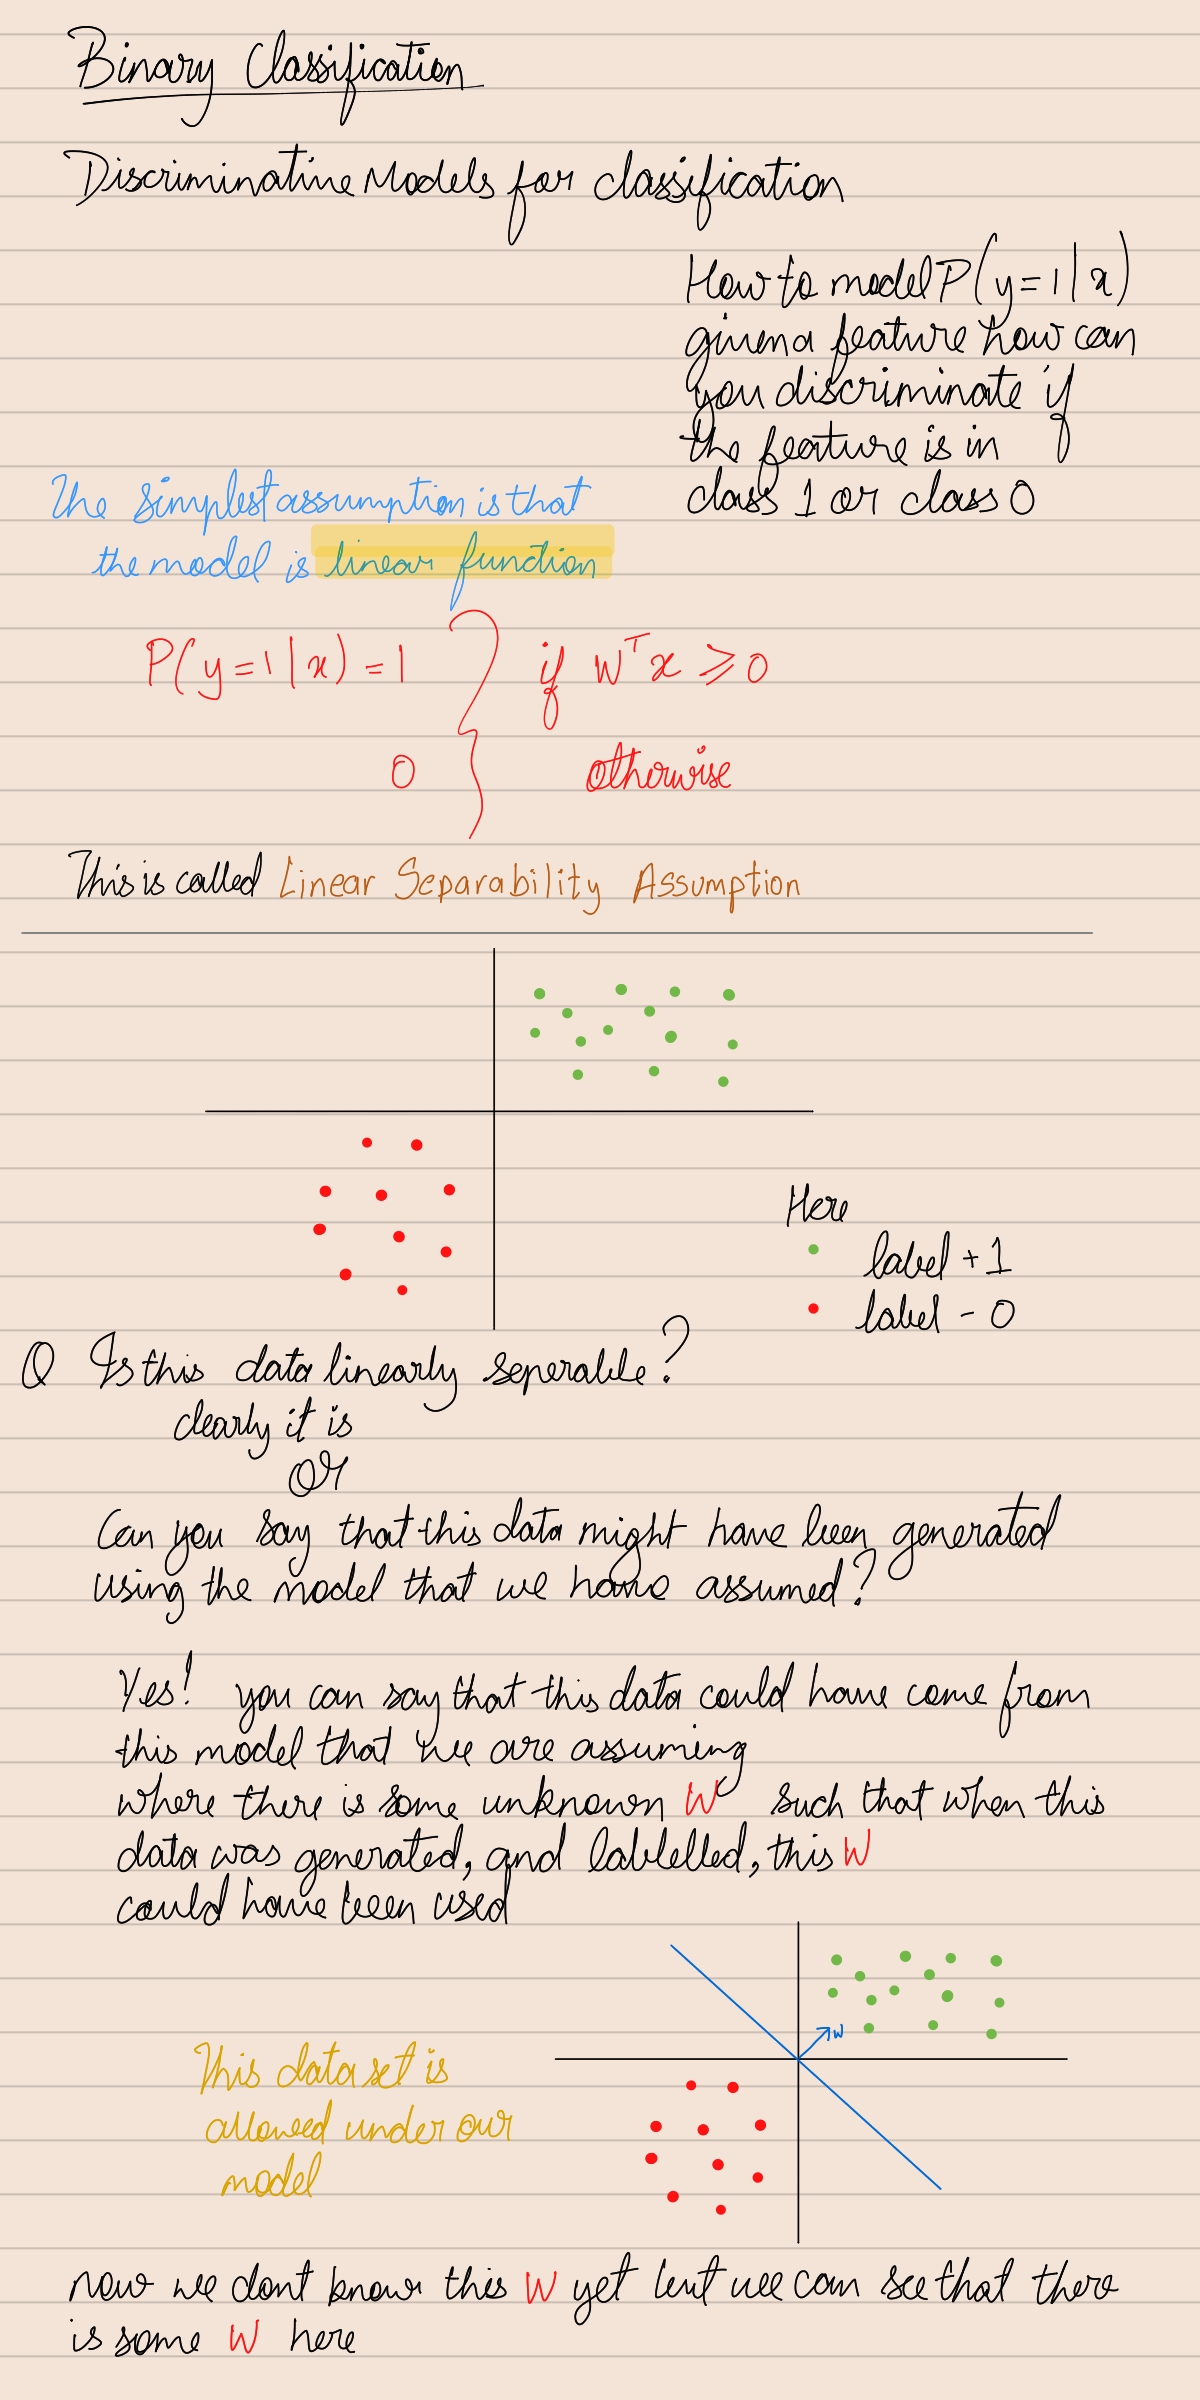 Binary Classification
Discriminative Models for classification
How to model P(y=1|x)
given a feature how can
you discriminate if
the feature is in
class 1 or class 0
The simplest assumption is that
the model is linear function
P(y=1|x) = 1 } if wᵀx ⩾ 0
0 otherwise
This is called Linear Separability Assumption
Here
label +1
label - 0
Q Is this data linearly seperable?
clearly it is
or
Can you say that this data might have been generated
using the model that we have assumed?
Yes! you can say that this data could have come from
this model that we are assuming
where there is some unknown W such that when this
data was generated, and lablelled, this W
could have been used
w
This dataset is
allowed under our
model
now we dont know this W yet but we can see that there
is some W here